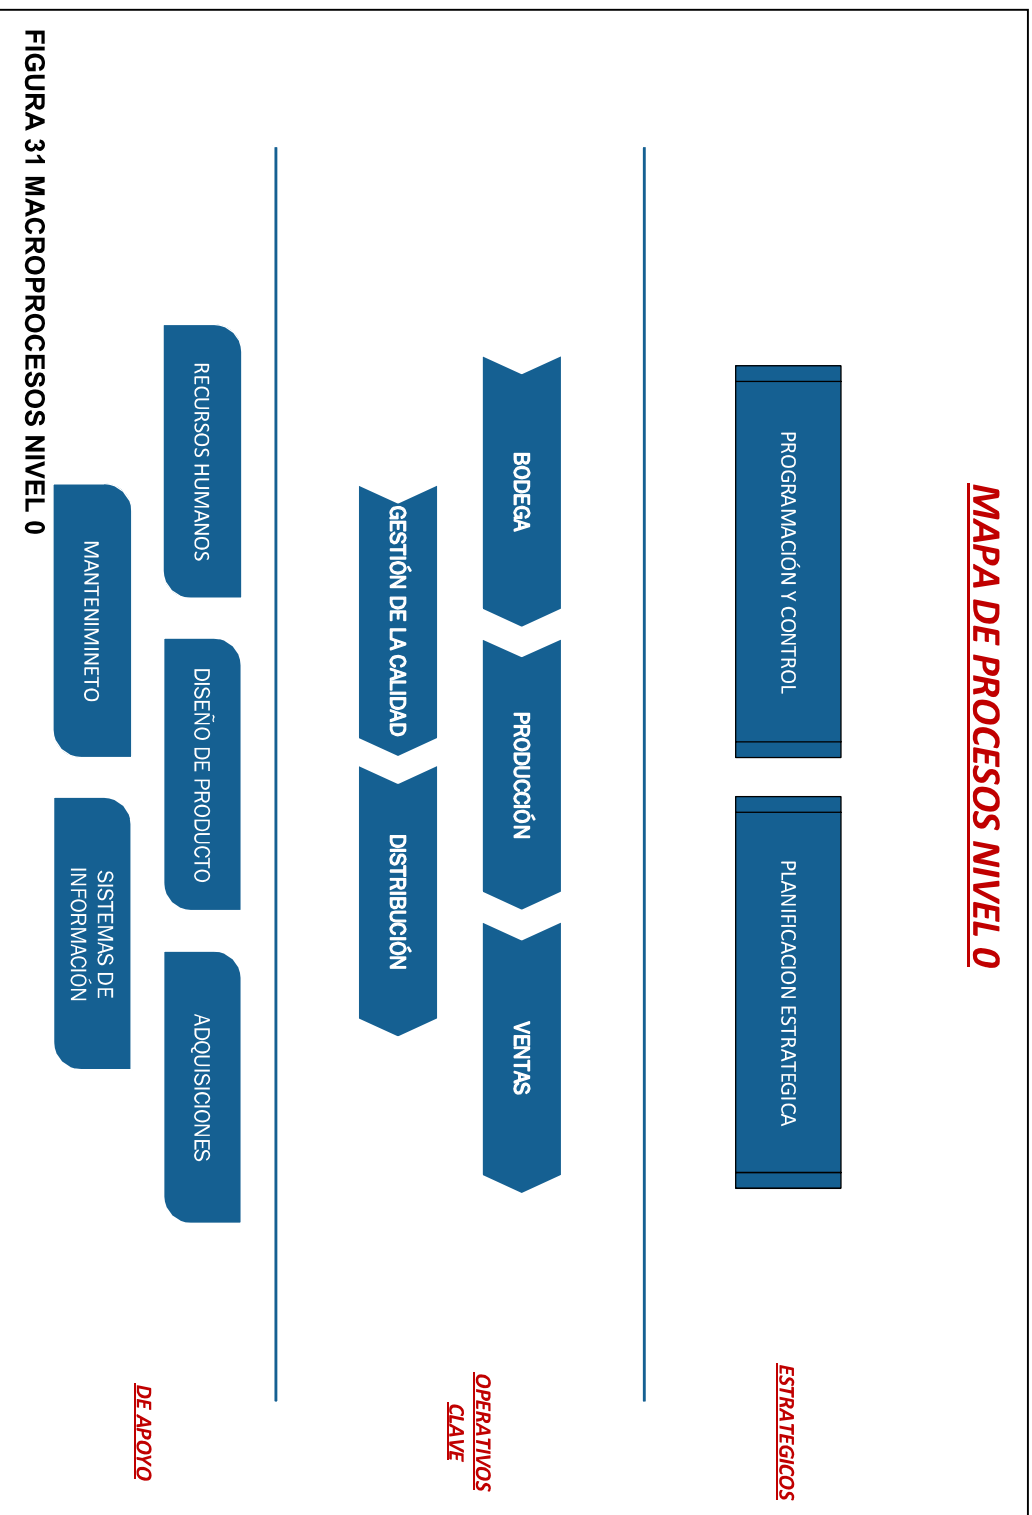 MAPA DE PROCESOS NIVEL 0
PROGRAMACIÓN Y CONTROL
PLANIFICACION ESTRATEGICA
ESTRATEGICOS
BODEGA
PRODUCCIÓN
VENTAS
GESTIÓN DE LA CALIDAD
DISTRIBUCIÓN
OPERATIVOS
CLAVE
RECURSOS HUMANOS
DISEÑO DE PRODUCTO
ADQUISICIONES
MANTENIMINETO
SISTEMAS DE
INFORMACIÓN
DE APOYO
FIGURA 31 MACROPROCESOS NIVEL 0